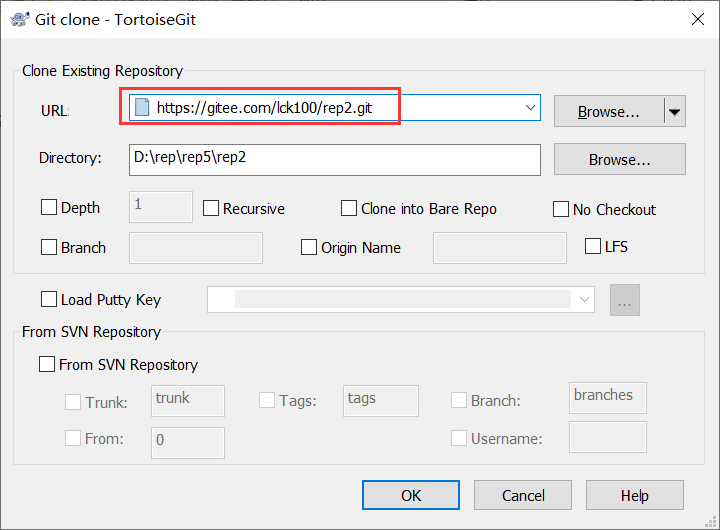 Git clone - TortoiseGit
Clone Existing Repository
URL: https://gitee.com/lck100/rep2.git Browse...
Directory: D:\rep\rep5\rep2 Browse...
Depth 1 Recursive Clone into Bare Repo No Checkout
Branch Origin Name LFS
Load Putty Key ...
From SVN Repository
From SVN Repository
Trunk: trunk Tags: tags Branch: branches
From: 0 Username:
OK Cancel Help